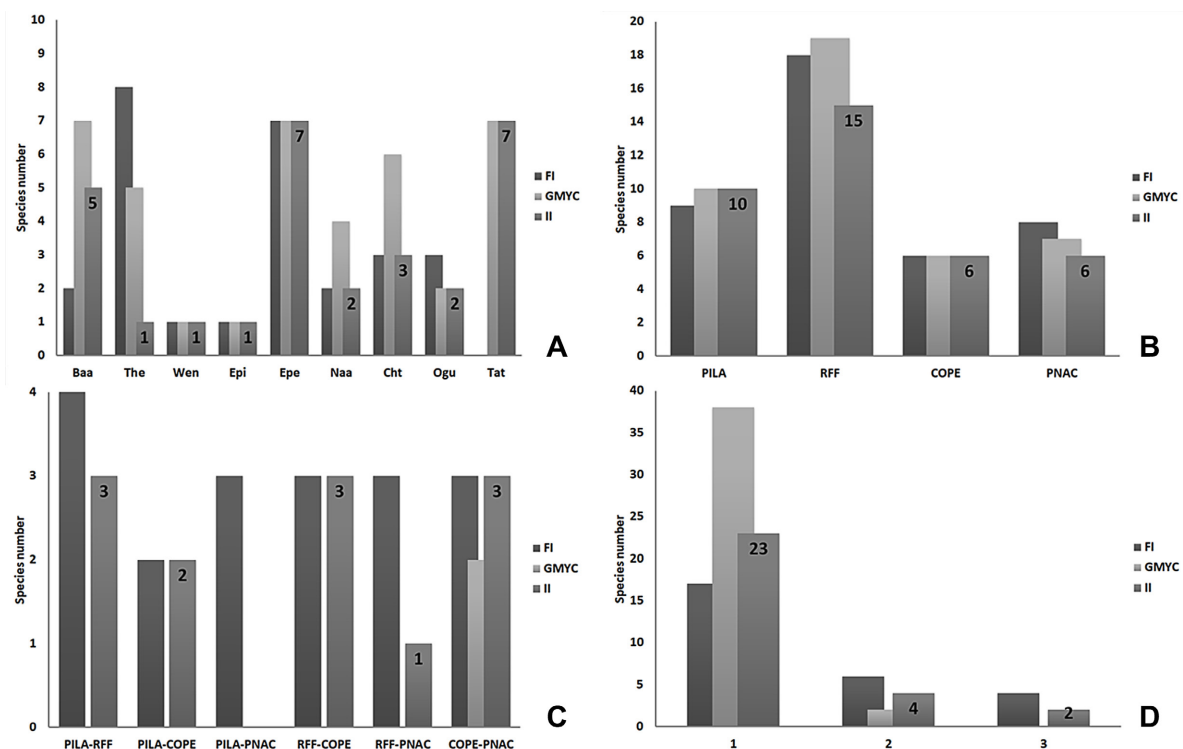 10
9
8
7
6
5
4
3
2
1
0
Species number
5
1
1
1
7
2
3
2
7
Baa The Wen Epi Epe Naa Cht Ogu Tat
FI
GMYC
II
A
20
18
16
14
12
10
8
6
4
2
0
Species number
10
15
6
6
PILA RFF COPE PNAC
FI
GMYC
II
B
4
3
2
1
0
Species number
3
2
3
1
3
PILA-RFF PILA-COPE PILA-PNAC RFF-COPE RFF-PNAC COPE-PNAC
FI
GMYC
II
C
40
35
30
25
20
15
10
5
0
Species number
23
4
2
1 2 3
FI
GMYC
II
D